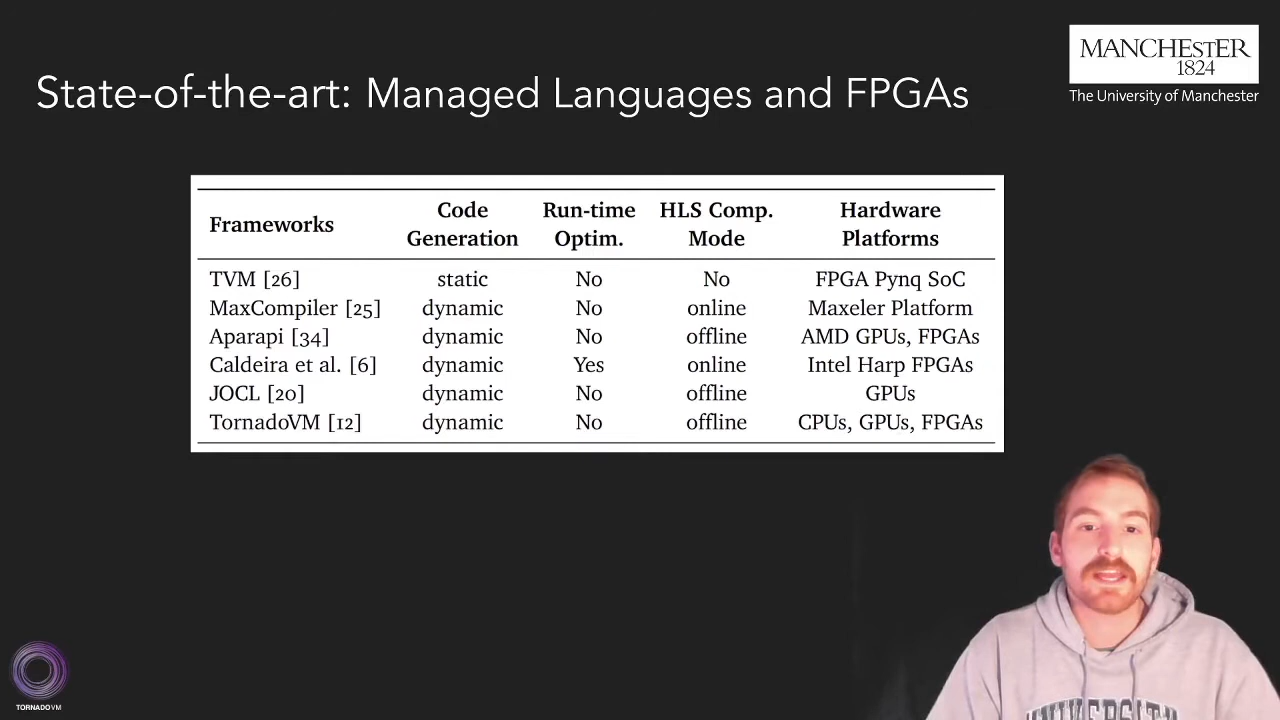 MANCHESTER
1824
The University of Manchester
State-of-the-art: Managed Languages and FPGAs
Frameworks Code Generation Run-time Optim. HLS Comp. Mode Hardware Platforms
TVM [26] static No No FPGA Pynq SoC
MaxCompiler [25] dynamic No online Maxeler Platform
Aparapi [34] dynamic No offline AMD GPUs, FPGAs
Caldeira et al. [6] dynamic Yes online Intel Harp FPGAs
JOCL [20] dynamic No offline GPUs
TornadoVM [12] dynamic No offline CPUs, GPUs, FPGAs
UNIVERSITY
TORNADOVM